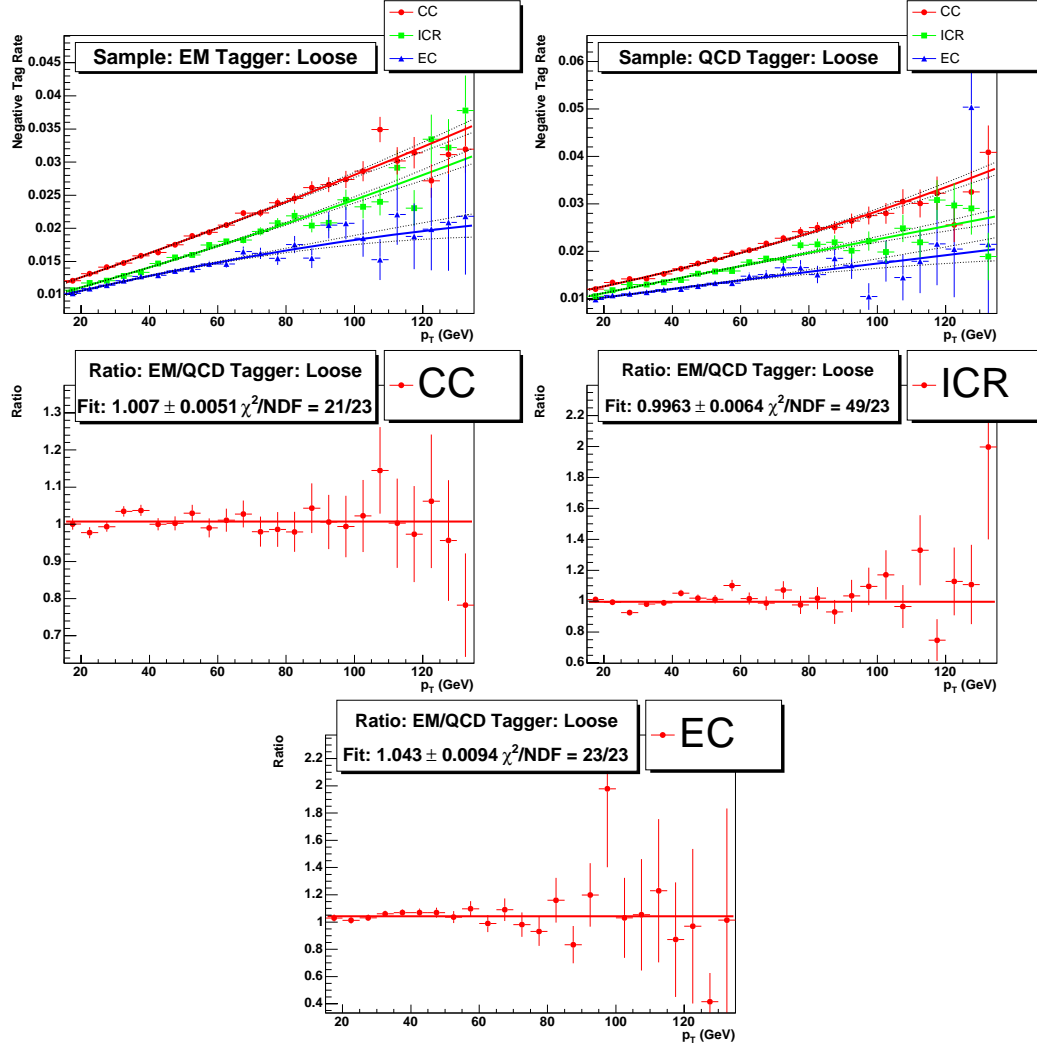 CC
ICR
EC
Sample: EM Tagger: Loose
Negative Tag Rate
0.045
0.04
0.035
0.03
0.025
0.02
0.015
0.01
20 40 60 80 100 120
p_T (GeV)
CC
ICR
EC
Sample: QCD Tagger: Loose
Negative Tag Rate
0.06
0.05
0.04
0.03
0.02
0.01
20 40 60 80 100 120
p_T (GeV)
Ratio: EM/QCD Tagger: Loose
Fit: 1.007 ± 0.0051 χ²/NDF = 21/23
CC
Ratio
1.3
1.2
1.1
1
0.9
0.8
0.7
20 40 60 80 100 120
p_T (GeV)
Ratio: EM/QCD Tagger: Loose
Fit: 0.9963 ± 0.0064 χ²/NDF = 49/23
ICR
Ratio
2.2
2
1.8
1.6
1.4
1.2
1
0.8
0.6
20 40 60 80 100 120
p_T (GeV)
Ratio: EM/QCD Tagger: Loose
Fit: 1.043 ± 0.0094 χ²/NDF = 23/23
EC
Ratio
2.2
2
1.8
1.6
1.4
1.2
1
0.8
0.6
0.4
20 40 60 80 100 120
p_T (GeV)